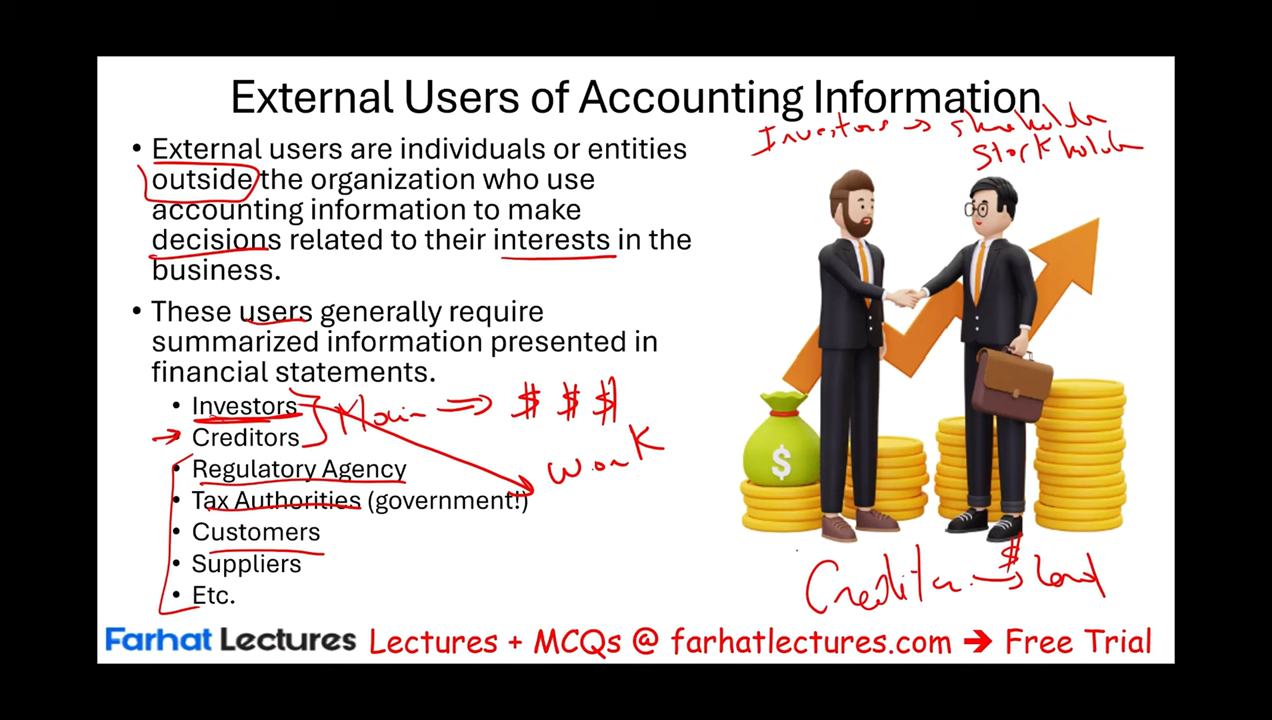 External Users of Accounting Information
Investors → shareholder
Stockholder
• External users are individuals or entities
outside the organization who use
accounting information to make
decisions related to their interests in the
business.
• These users generally require
summarized information presented in
financial statements.
• Investors
• Creditors
Main → $ $ $
• Regulatory Agency
work
• Tax Authorities (government!)
• Customers
• Suppliers
• Etc.
$
$
Creditor → Lend
Farhat Lectures Lectures + MCQs @ farhatlectures.com → Free Trial